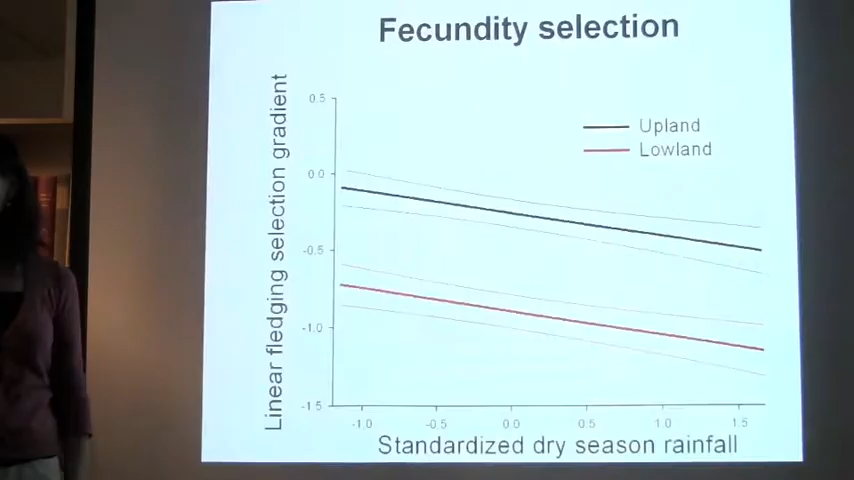 Fecundity selection
Linear fledging selection gradient
0.5
0.0
-0.5
-1.0
-1.5
Upland
Lowland
-1.0 -0.5 0.0 0.5 1.0 1.5
Standardized dry season rainfall